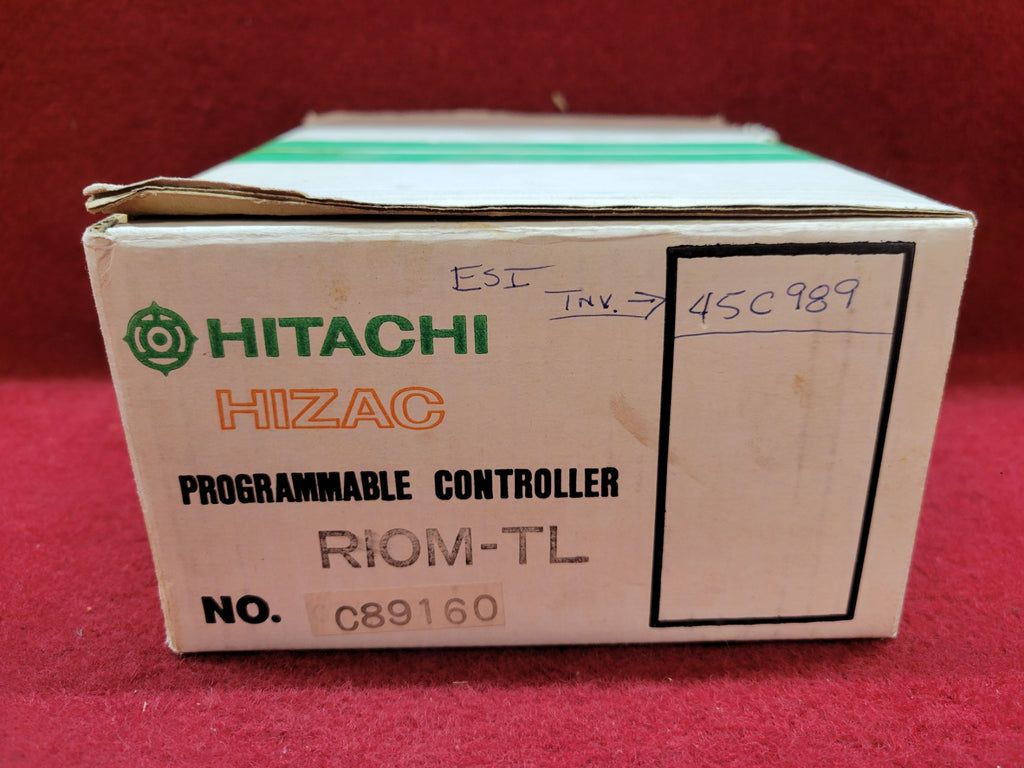 ESI
INV. → 45C989
HITACHI
HIZAC
PROGRAMMABLE CONTROLLER
RIOM-TL
NO. C89160